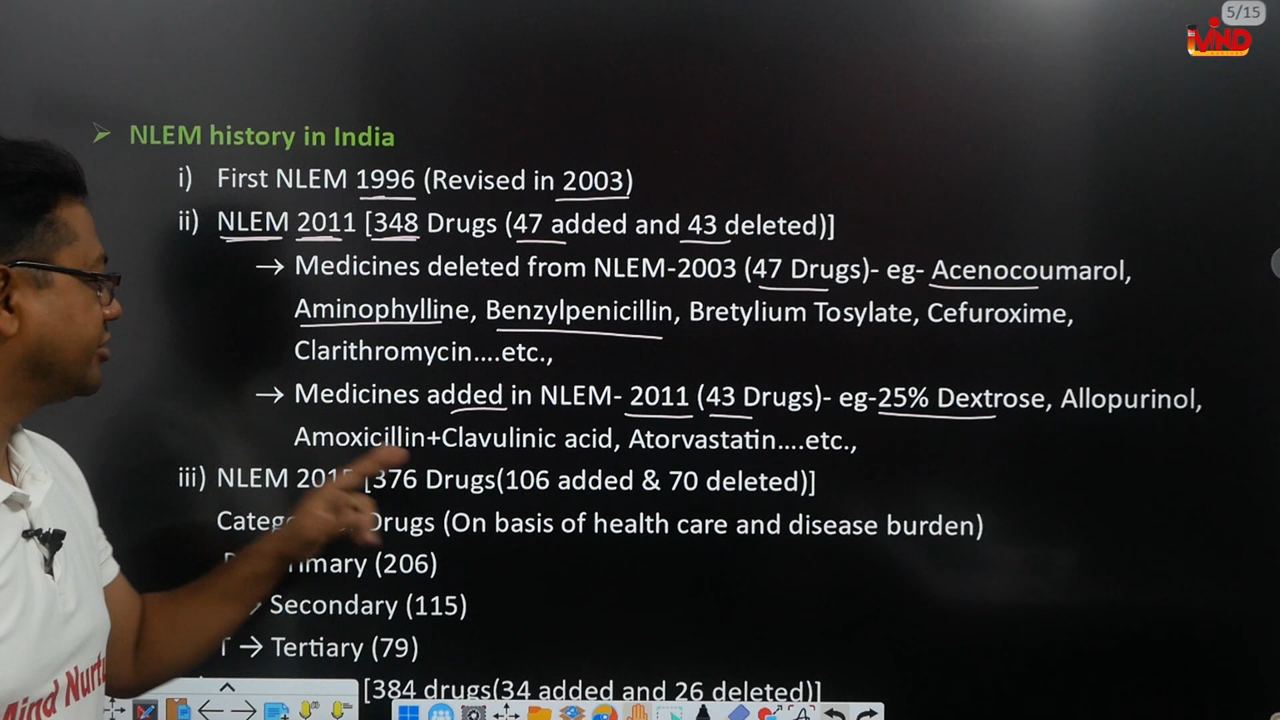 5/15
iMIND
➢ NLEM history in India
i) First NLEM 1996 (Revised in 2003)
ii) NLEM 2011 [348 Drugs (47 added and 43 deleted)]
→ Medicines deleted from NLEM-2003 (47 Drugs)- eg- Acenocoumarol,
Aminophylline, Benzylpenicillin, Bretylium Tosylate, Cefuroxime,
Clarithromycin....etc.,
→ Medicines added in NLEM- 2011 (43 Drugs)- eg-25% Dextrose, Allopurinol,
Amoxicillin+Clavulinic acid, Atorvastatin....etc.,
iii) NLEM [376 Drugs(106 added & 70 deleted)]
Drugs (On basis of health care and disease burden)
(206)
Secondary (115)
T → Tertiary (79)
[384 drugs(34 added and 26 deleted)]